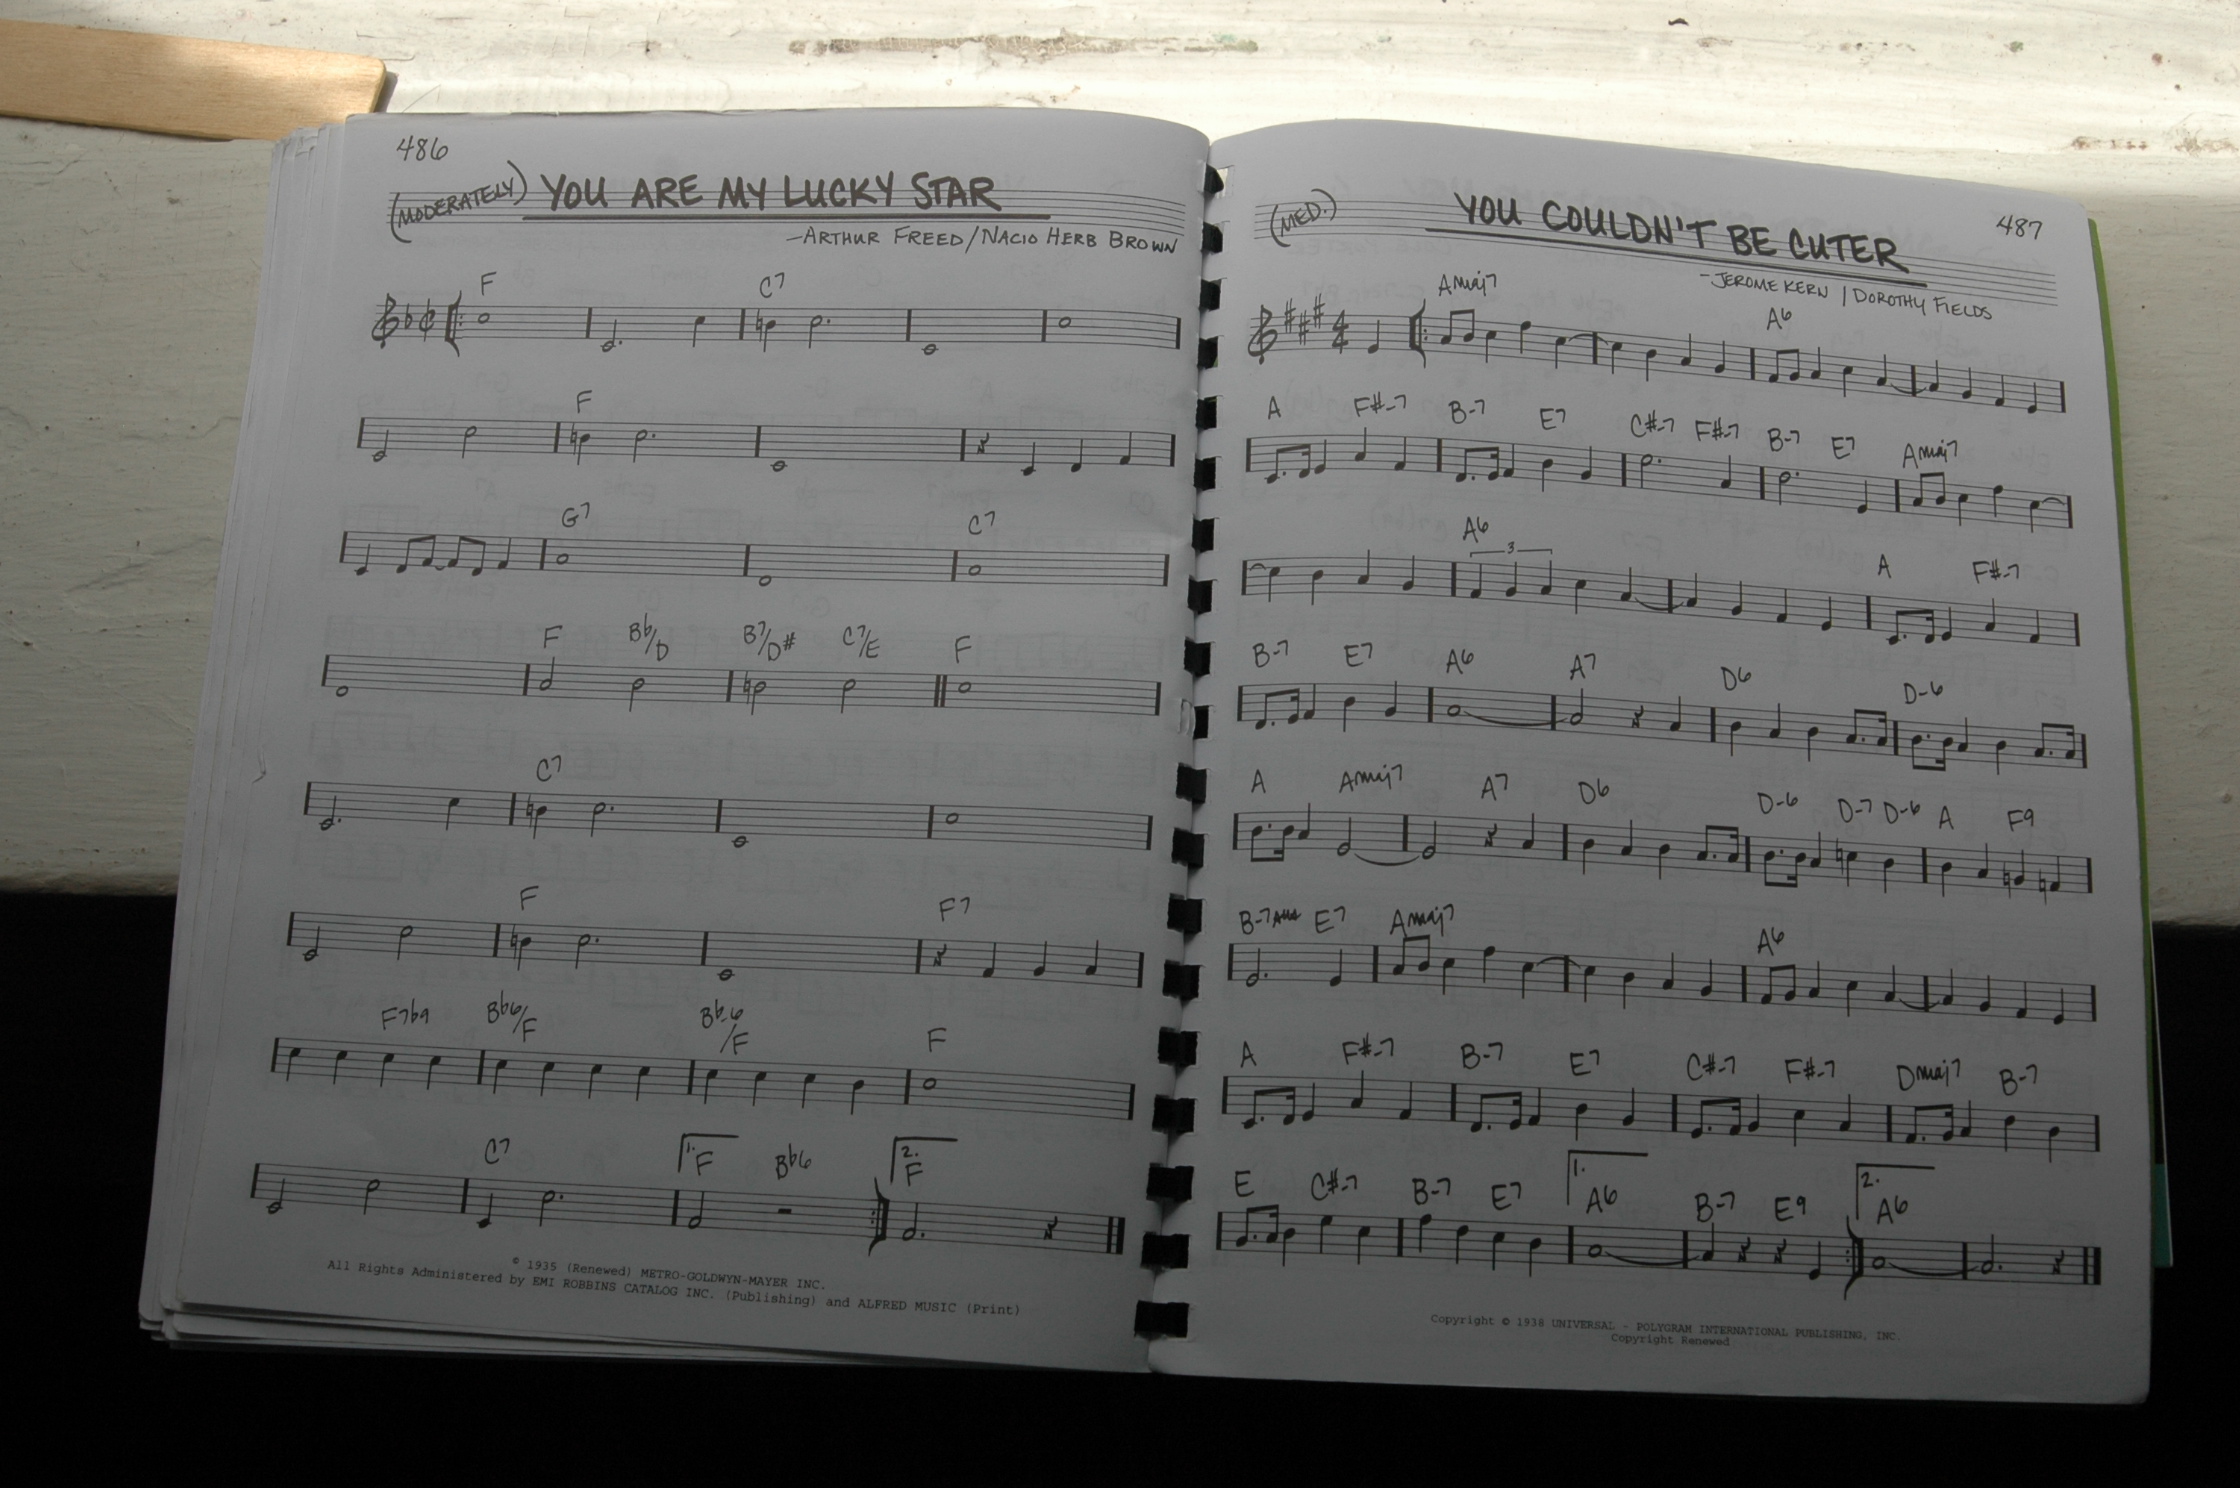 486
(MODERATELY) YOU ARE MY LUCKY STAR
-ARTHUR FREED/NACIO HERB BROWN
F C7
F
G7 C7
F Bb/D B7/D# C7/E F
C7
F F7
F7b9 Bb6/F Bb-6/F F
C7 1. F Bb6 2. F
© 1935 (Renewed) METRO-GOLDWYN-MAYER INC.
All Rights Administered by EMI ROBBINS CATALOG INC. (Publishing) and ALFRED MUSIC (Print)
(MED.) YOU COULDN'T BE CUTER 487
-JEROME KERN / DOROTHY FIELDS
4 4 Amaj7 A6
A F#-7 B-7 E7 C#-7 F#-7 B-7 E7 Amaj7
A6 3 A F#-7
B-7 E7 A6 A7 D6 D-6
A Amaj7 A7 D6 D-6 D-7 D-6 A F9
B-7 E7 Amaj7 A6
A F#-7 B-7 E7 C#-7 F#-7 Dmaj7 B-7
E C#-7 B-7 E7 1. A6 B-7 E9 2. A6
Copyright © 1938 UNIVERSAL - POLYGRAM INTERNATIONAL PUBLISHING, INC.
Copyright Renewed